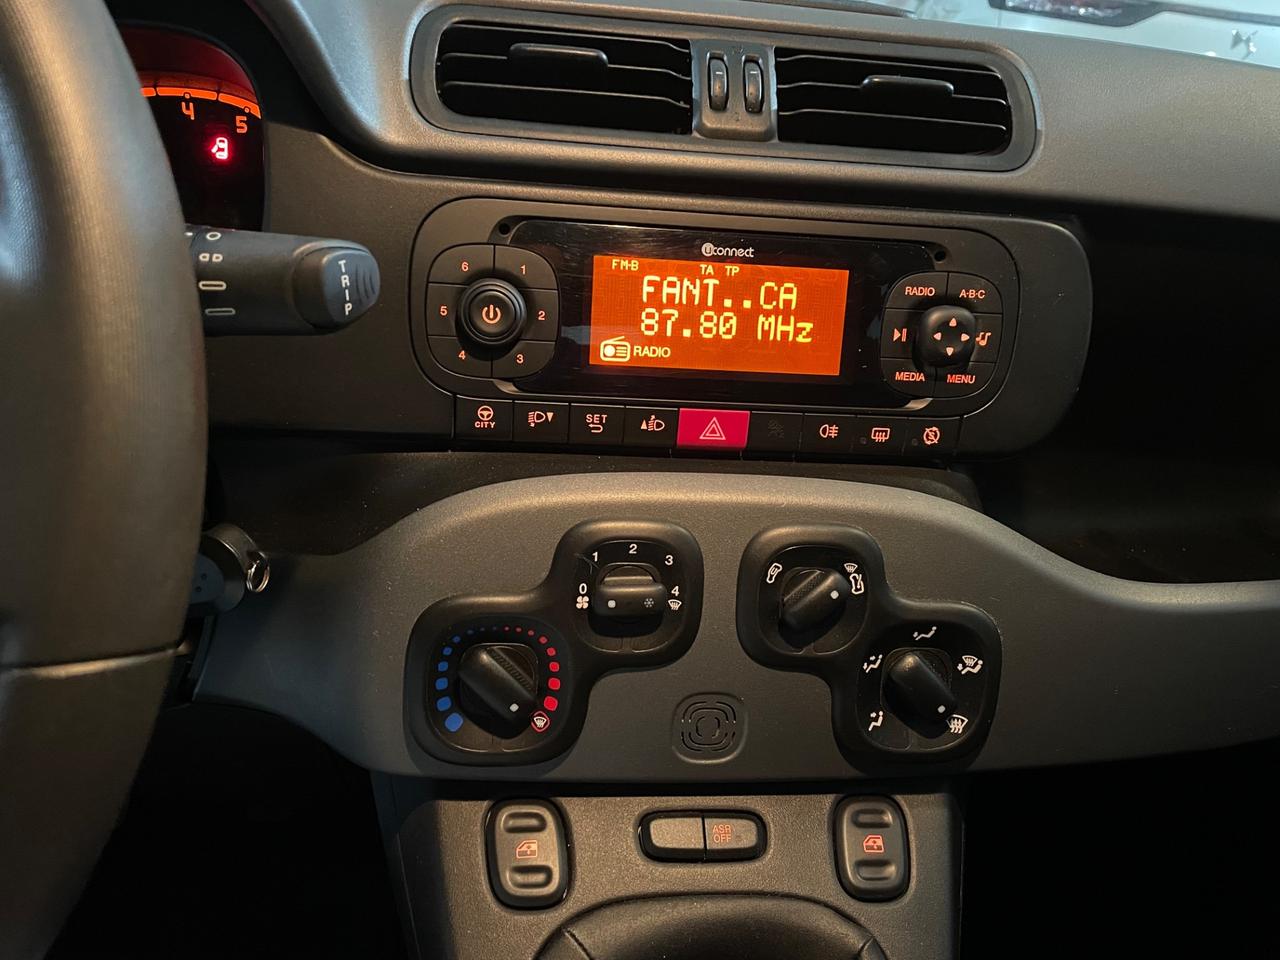 4
5
TRIP
uconnect
FM-B TA TP
FANT..CA
87.80 MHz
RADIO
6
1
5
2
4
3
RADIO
A-B-C
MEDIA
MENU
CITY
SET
0
1
2
3
4
ASR
OFF